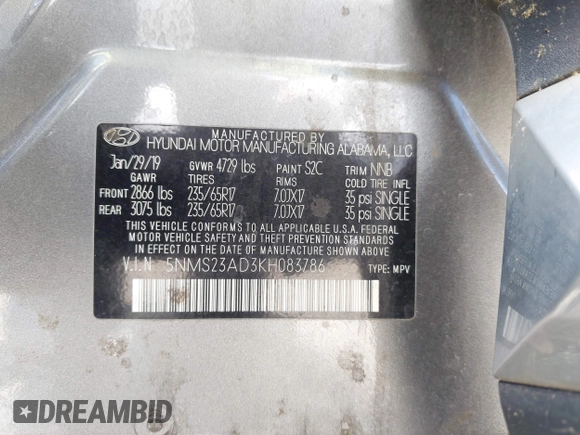 MANUFACTURED BY
HYUNDAI MOTOR MANUFACTURING ALABAMA, LLC
Jan/29/19 GVWR 4729 lbs PAINT S2C TRIM NNB
GAWR TIRES RIMS COLD TIRE INFL
FRONT 2866 lbs 235/65R17 7.0JX17 35 psi SINGLE
REAR 3075 lbs 235/65R17 7.0JX17 35 psi SINGLE
THIS VEHICLE CONFORMS TO ALL APPLICABLE U.S.A. FEDERAL
MOTOR VEHICLE SAFETY AND THEFT PREVENTION STANDARDS
IN EFFECT ON THE DATE OF MANUFACTURE SHOWN ABOVE.
V.I.N 5NMS23AD3KH083786 TYPE: MPV
DREAMBID